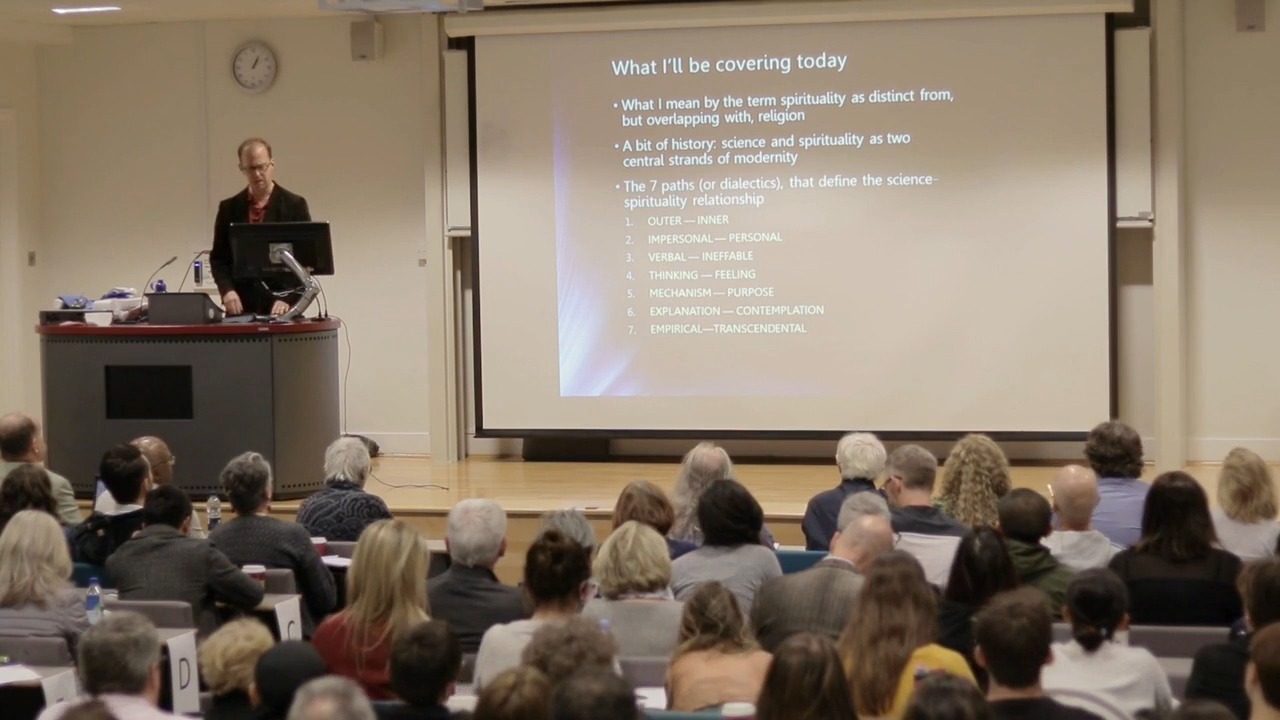 What I'll be covering today
• What I mean by the term spirituality as distinct from,
but overlapping with, religion
• A bit of history: science and spirituality as two
central strands of modernity
• The 7 paths (or dialectics), that define the science-
spirituality relationship
1. OUTER — INNER
2. IMPERSONAL — PERSONAL
3. VERBAL — INEFFABLE
4. THINKING — FEELING
5. MECHANISM — PURPOSE
6. EXPLANATION — CONTEMPLATION
7. EMPIRICAL—TRANSCENDENTAL
C
D